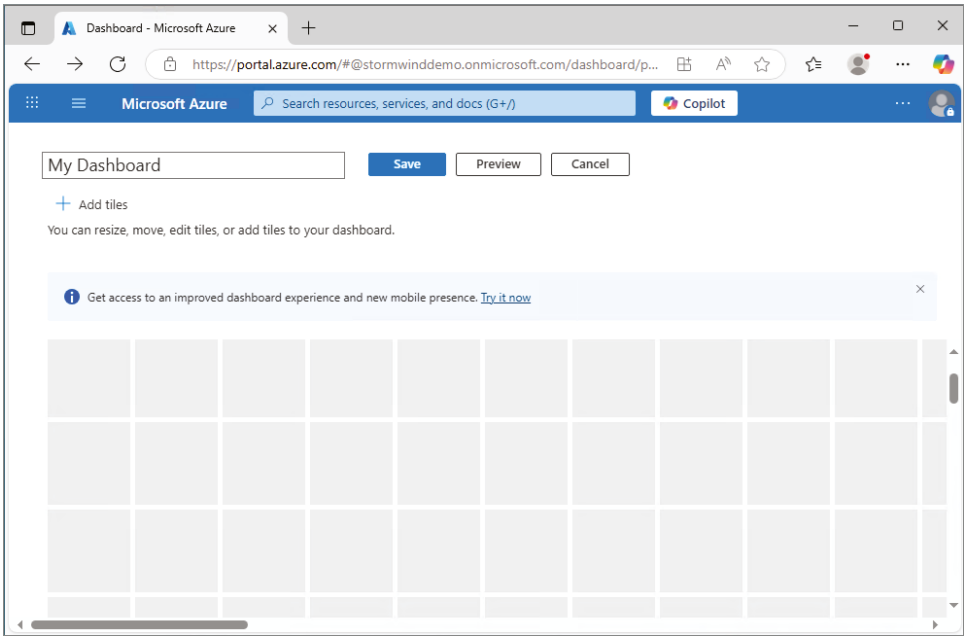 Dashboard - Microsoft Azure
https://portal.azure.com/#@stormwinddemo.onmicrosoft.com/dashboard/p...
Microsoft Azure Search resources, services, and docs (G+/) Copilot
My Dashboard Save Preview Cancel
Add tiles
You can resize, move, edit tiles, or add tiles to your dashboard.
Get access to an improved dashboard experience and new mobile presence. Try it now